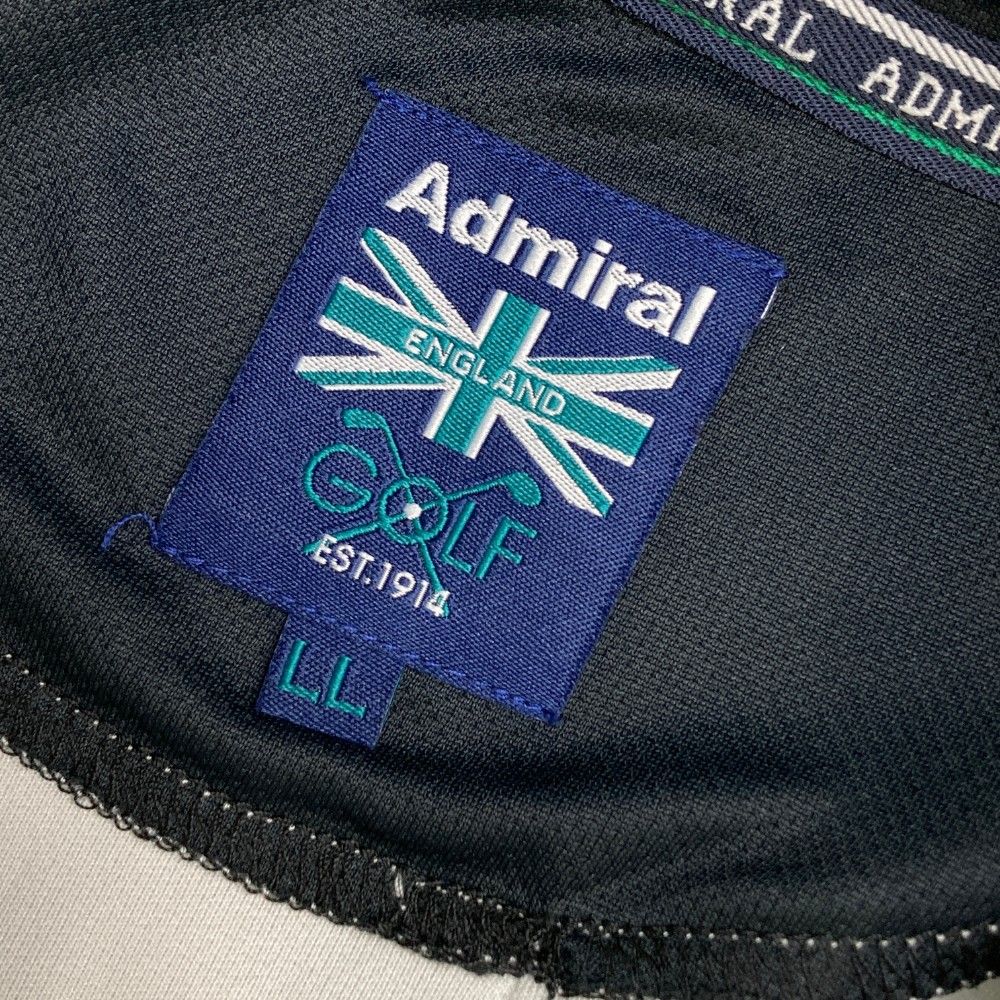 RAL ADMI
Admiral
ENGLAND
GOLF
EST.1914
LL